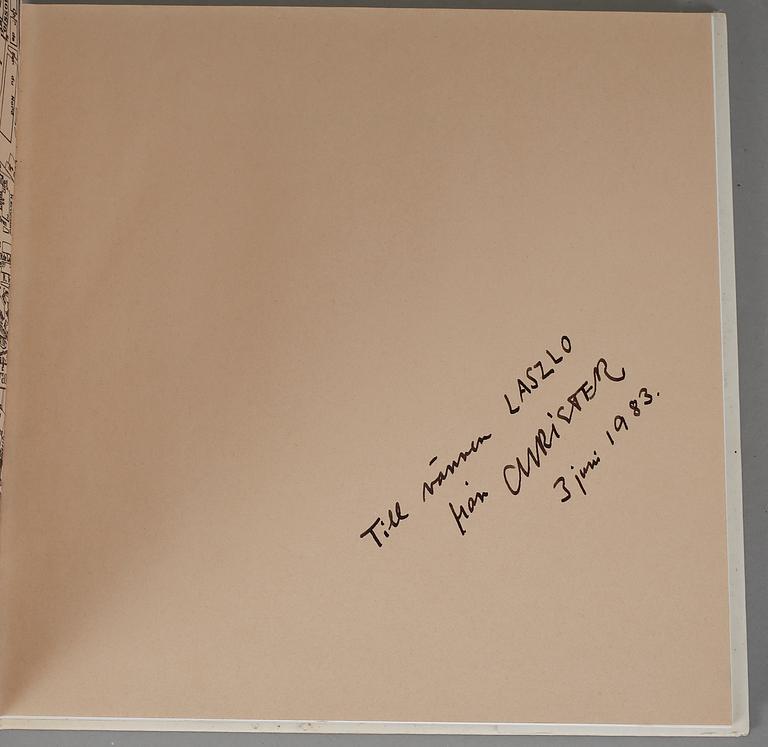 Till vännen LASZLO
från CHRISTER
3 juni 1983.